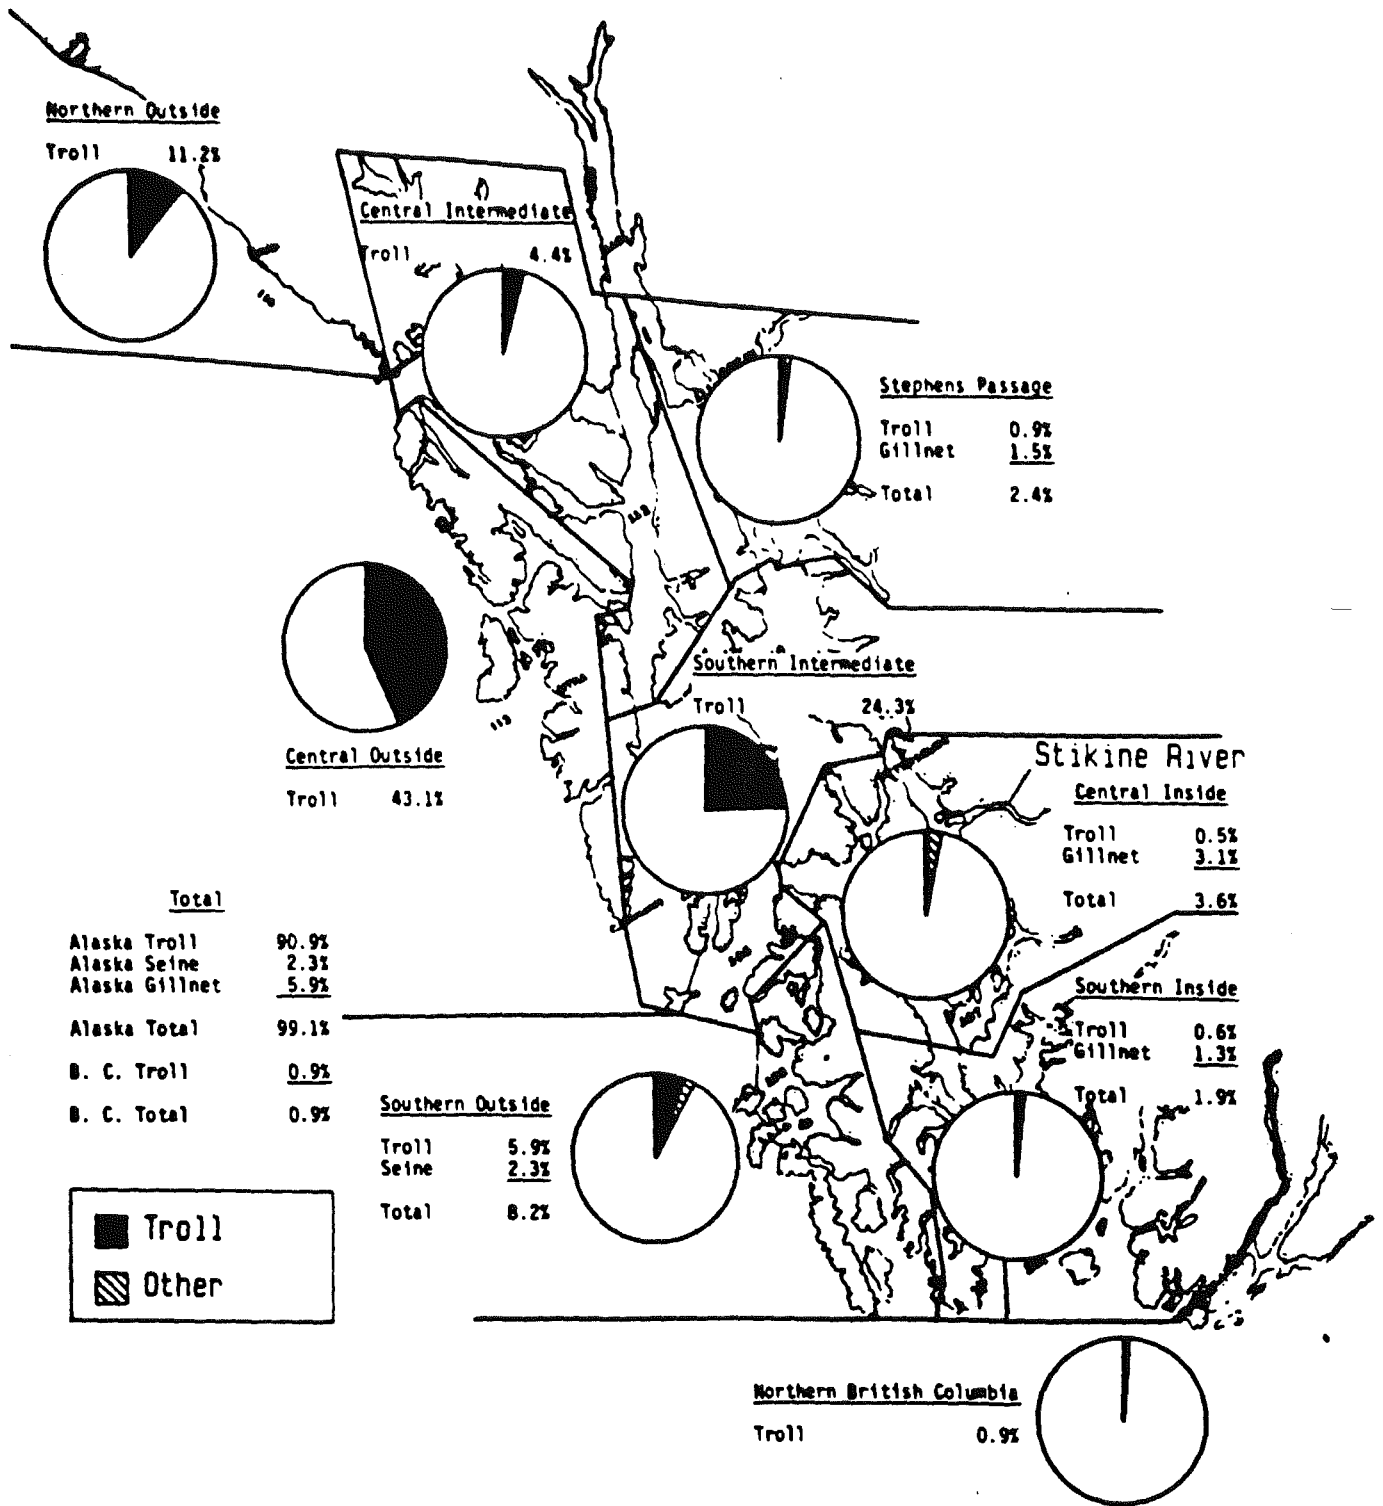 Northern Outside
Troll 11.2%
Central Intermediate
Troll 4.4%
Stephens Passage
Troll 0.9%
Gillnet 1.5%
Total 2.4%
Southern Intermediate
Troll 24.3%
Central Outside
Troll 43.1%
Stikine River
Central Inside
Troll 0.5%
Gillnet 3.1%
Total 3.6%
Total
Alaska Troll 90.9%
Alaska Seine 2.3%
Alaska Gillnet 5.9%
Alaska Total 99.1%
B. C. Troll 0.9%
B. C. Total 0.9%
Southern Inside
Troll 0.6%
Gillnet 1.3%
Total 1.9%
Southern Outside
Troll 5.9%
Seine 2.3%
Total 8.2%
Troll
Other
Northern British Columbia
Troll 0.9%
112
113